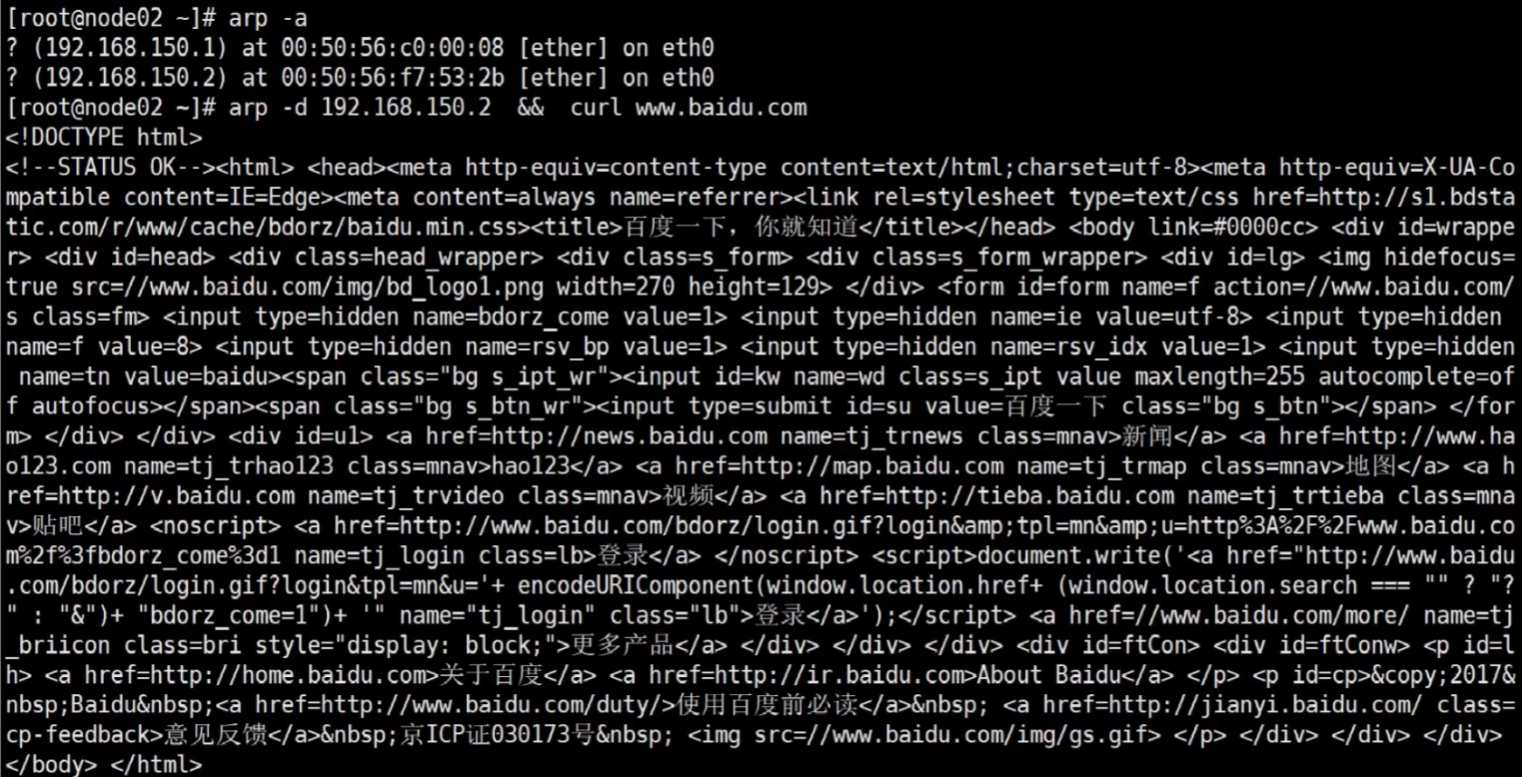 [root@node02 ~]# arp -a
? (192.168.150.1) at 00:50:56:c0:00:08 [ether] on eth0
? (192.168.150.2) at 00:50:56:f7:53:2b [ether] on eth0
[root@node02 ~]# arp -d 192.168.150.2  &&  curl www.baidu.com
<!DOCTYPE html>
<!--STATUS OK--><html> <head><meta http-equiv=content-type content=text/html;charset=utf-8><meta http-equiv=X-UA-Co
mpatible content=IE=Edge><meta content=always name=referrer><link rel=stylesheet type=text/css href=http://s1.bdsta
tic.com/r/www/cache/bdorz/baidu.min.css><title>百度一下，你就知道</title></head> <body link=#0000cc> <div id=wrappe
r> <div id=head> <div class=head_wrapper> <div class=s_form> <div class=s_form_wrapper> <div id=lg> <img hidefocus=
true src=//www.baidu.com/img/bd_logo1.png width=270 height=129> </div> <form id=form name=f action=//www.baidu.com/
s class=fm> <input type=hidden name=bdorz_come value=1> <input type=hidden name=ie value=utf-8> <input type=hidden
name=f value=8> <input type=hidden name=rsv_bp value=1> <input type=hidden name=rsv_idx value=1> <input type=hidden
 name=tn value=baidu><span class="bg s_ipt_wr"><input id=kw name=wd class=s_ipt value maxlength=255 autocomplete=of
f autofocus></span><span class="bg s_btn_wr"><input type=submit id=su value=百度一下 class="bg s_btn"></span> </for
m> </div> </div> <div id=u1> <a href=http://news.baidu.com name=tj_trnews class=mnav>新闻</a> <a href=http://www.ha
o123.com name=tj_trhao123 class=mnav>hao123</a> <a href=http://map.baidu.com name=tj_trmap class=mnav>地图</a> <a h
ref=http://v.baidu.com name=tj_trvideo class=mnav>视频</a> <a href=http://tieba.baidu.com name=tj_trtieba class=mna
v>贴吧</a> <noscript> <a href=http://www.baidu.com/bdorz/login.gif?login&amp;tpl=mn&amp;u=http%3A%2F%2Fwww.baidu.co
m%2f%3fbdorz_come%3d1 name=tj_login class=lb>登录</a> </noscript> <script>document.write('<a href="http://www.baidu
.com/bdorz/login.gif?login&tpl=mn&u='+ encodeURIComponent(window.location.href+ (window.location.search === "" ? "?
" : "&")+ "bdorz_come=1")+ '" name="tj_login" class="lb">登录</a>');</script> <a href=//www.baidu.com/more/ name=tj
_briicon class=bri style="display: block;">更多产品</a> </div> </div> </div> <div id=ftCon> <div id=ftConw> <p id=l
h> <a href=http://home.baidu.com>关于百度</a> <a href=http://ir.baidu.com>About Baidu</a> </p> <p id=cp>&copy;2017&
nbsp;Baidu&nbsp;<a href=http://www.baidu.com/duty/>使用百度前必读</a>&nbsp; <a href=http://jianyi.baidu.com/ class=
cp-feedback>意见反馈</a>&nbsp;京ICP证030173号&nbsp; <img src=//www.baidu.com/img/gs.gif> </p> </div> </div> </div>
</body> </html>